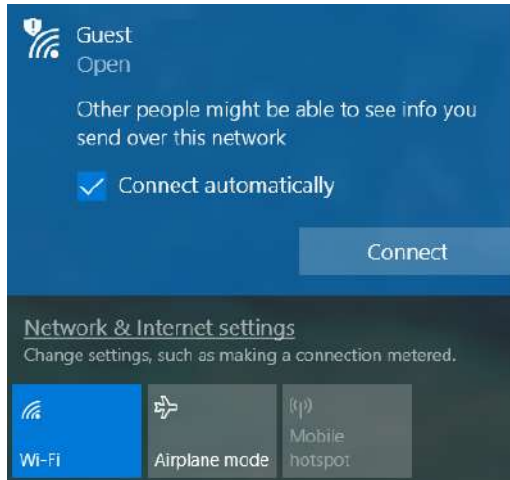 Guest
Open
Other people might be able to see info you
send over this network
Connect automatically
Connect
Network & Internet settings
Change settings, such as making a connection metered.
Wi-Fi
Airplane mode
Mobile
hotspot